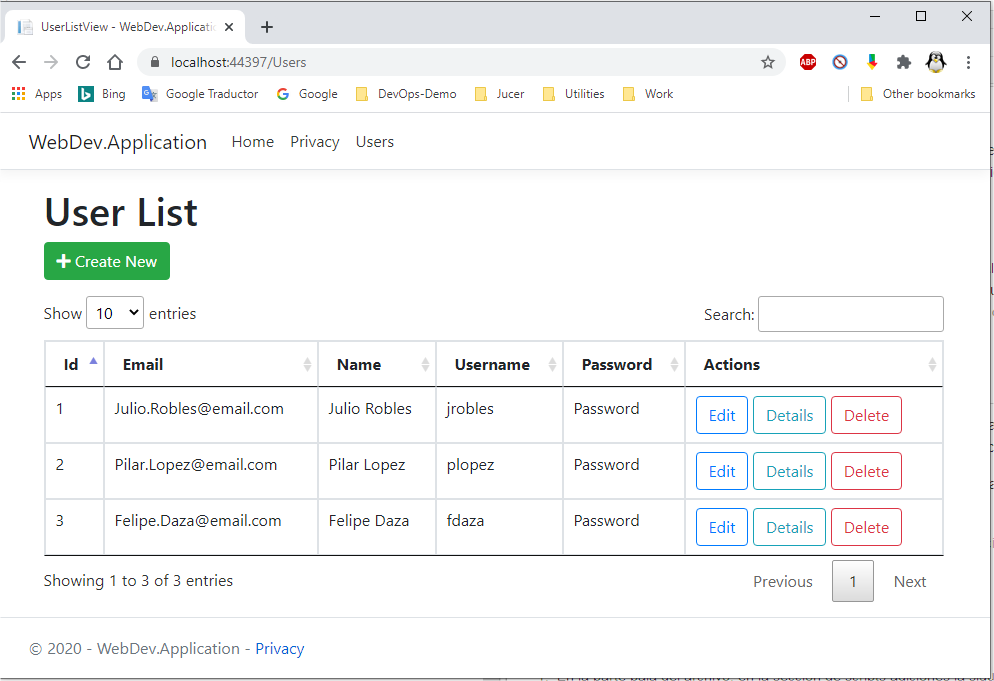 UserListView - WebDev.Applicatic
localhost:44397/Users
ABP
Apps Bing Google Traductor Google DevOps-Demo Jucer Utilities Work Other bookmarks
WebDev.Application Home Privacy Users
User List
Create New
Show 10 entries Search:
Id Email Name Username Password Actions
1 Julio.Robles@email.com Julio Robles jrobles Password Edit Details Delete
2 Pilar.Lopez@email.com Pilar Lopez plopez Password Edit Details Delete
3 Felipe.Daza@email.com Felipe Daza fdaza Password Edit Details Delete
Showing 1 to 3 of 3 entries Previous 1 Next
© 2020 - WebDev.Application - Privacy